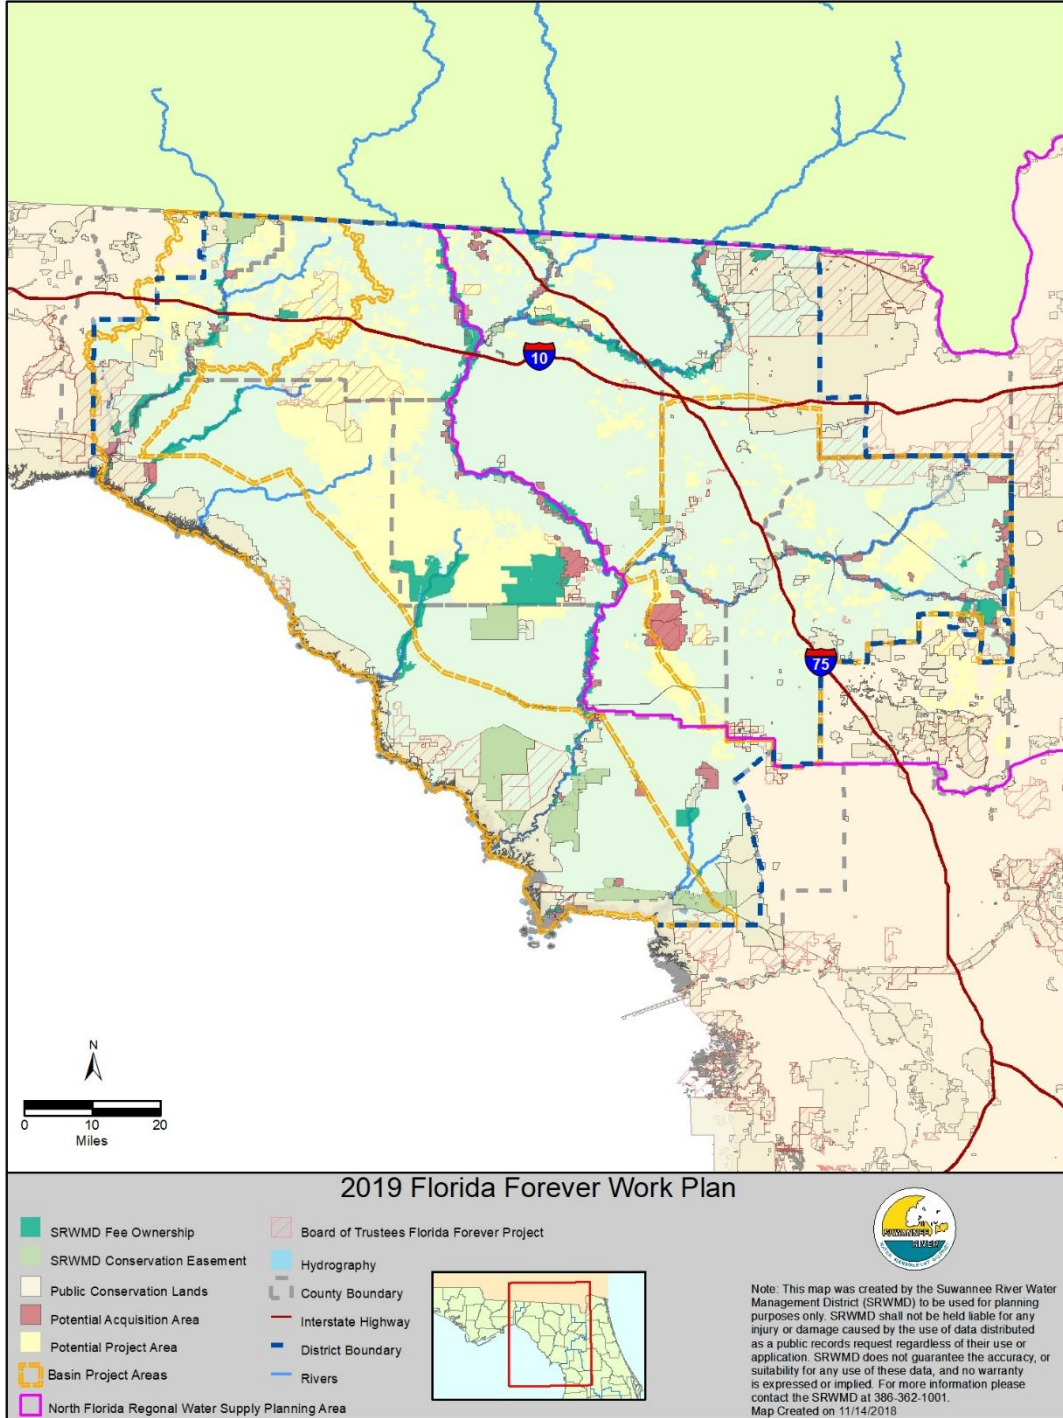 10
75
N
0 10 20
Miles
2019 Florida Forever Work Plan
SRWMD Fee Ownership
SRWMD Conservation Easement
Public Conservation Lands
Potential Acquisition Area
Potential Project Area
Basin Project Areas
North Florida Regonal Water Supply Planning Area
Board of Trustees Florida Forever Project
Hydrography
County Boundary
Interstate Highway
District Boundary
Rivers
SUWANNEE
RIVER
Note: This map was created by the Suwannee River Water
Management District (SRWMD) to be used for planning
purposes only. SRWMD shall not be held liable for any
injury or damage caused by the use of data distributed
as a public records request regardless of their use or
application. SRWMD does not guarantee the accuracy, or
suitability for any use of these data, and no warranty
is expressed or implied. For more information please
contact the SRWMD at 386-362-1001.
Map Created on 11/14/2018